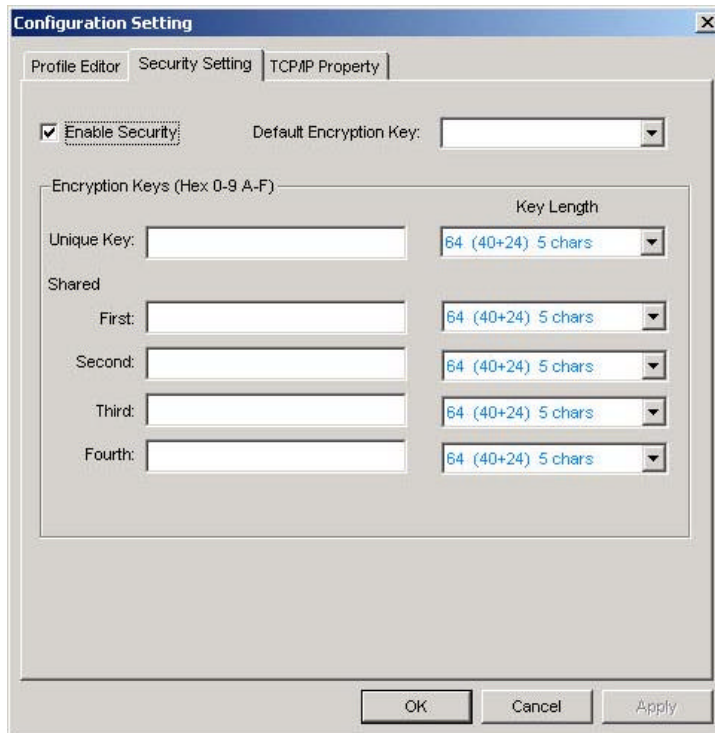 Configuration Setting
Profile Editor Security Setting TCP/IP Property
Enable Security Default Encryption Key:
Encryption Keys (Hex 0-9 A-F)
Key Length
Unique Key: 64 (40+24) 5 chars
Shared
First: 64 (40+24) 5 chars
Second: 64 (40+24) 5 chars
Third: 64 (40+24) 5 chars
Fourth: 64 (40+24) 5 chars
OK Cancel Apply